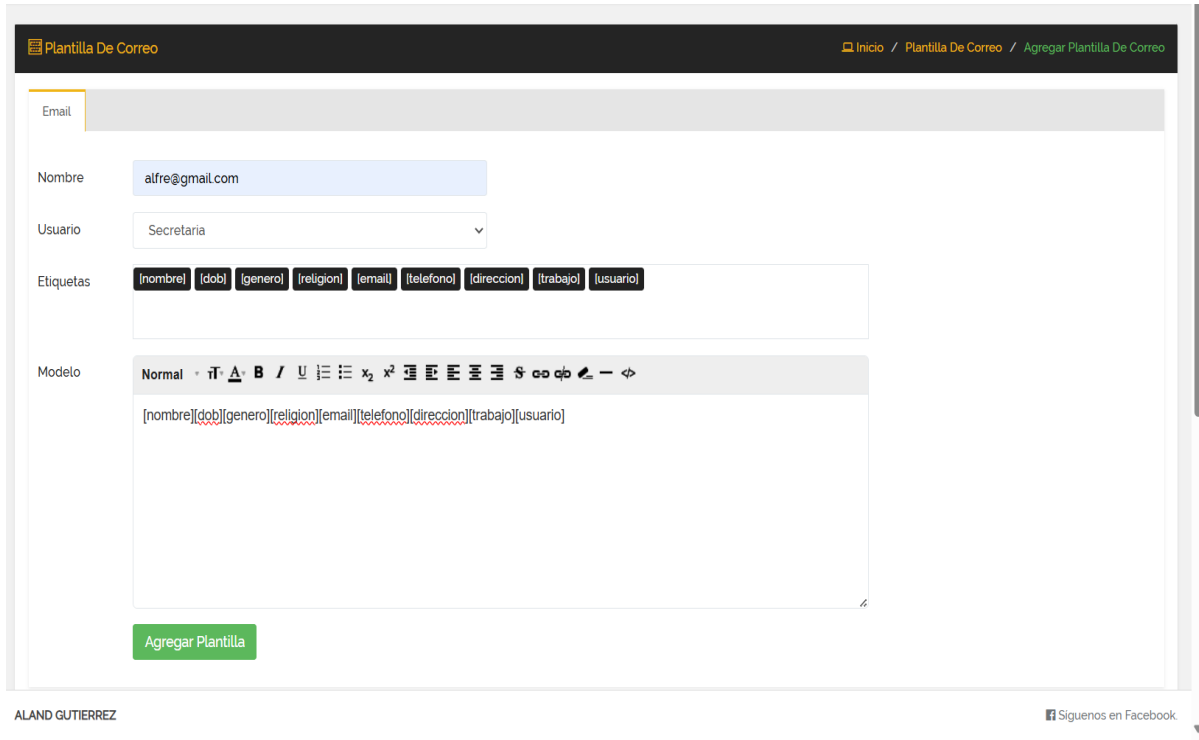 Plantilla De Correo
Inicio / Plantilla De Correo / Agregar Plantilla De Correo
Email
Nombre alfre@gmail.com
Usuario Secretaria
Etiquetas [nombre] [dob] [genero] [religion] [email] [telefono] [direccion] [trabajo] [usuario]
Modelo Normal
[nombre][dob][genero][religion][email][telefono][direccion][trabajo][usuario]
Agregar Plantilla
ALAND GUTIERREZ Síguenos en Facebook.